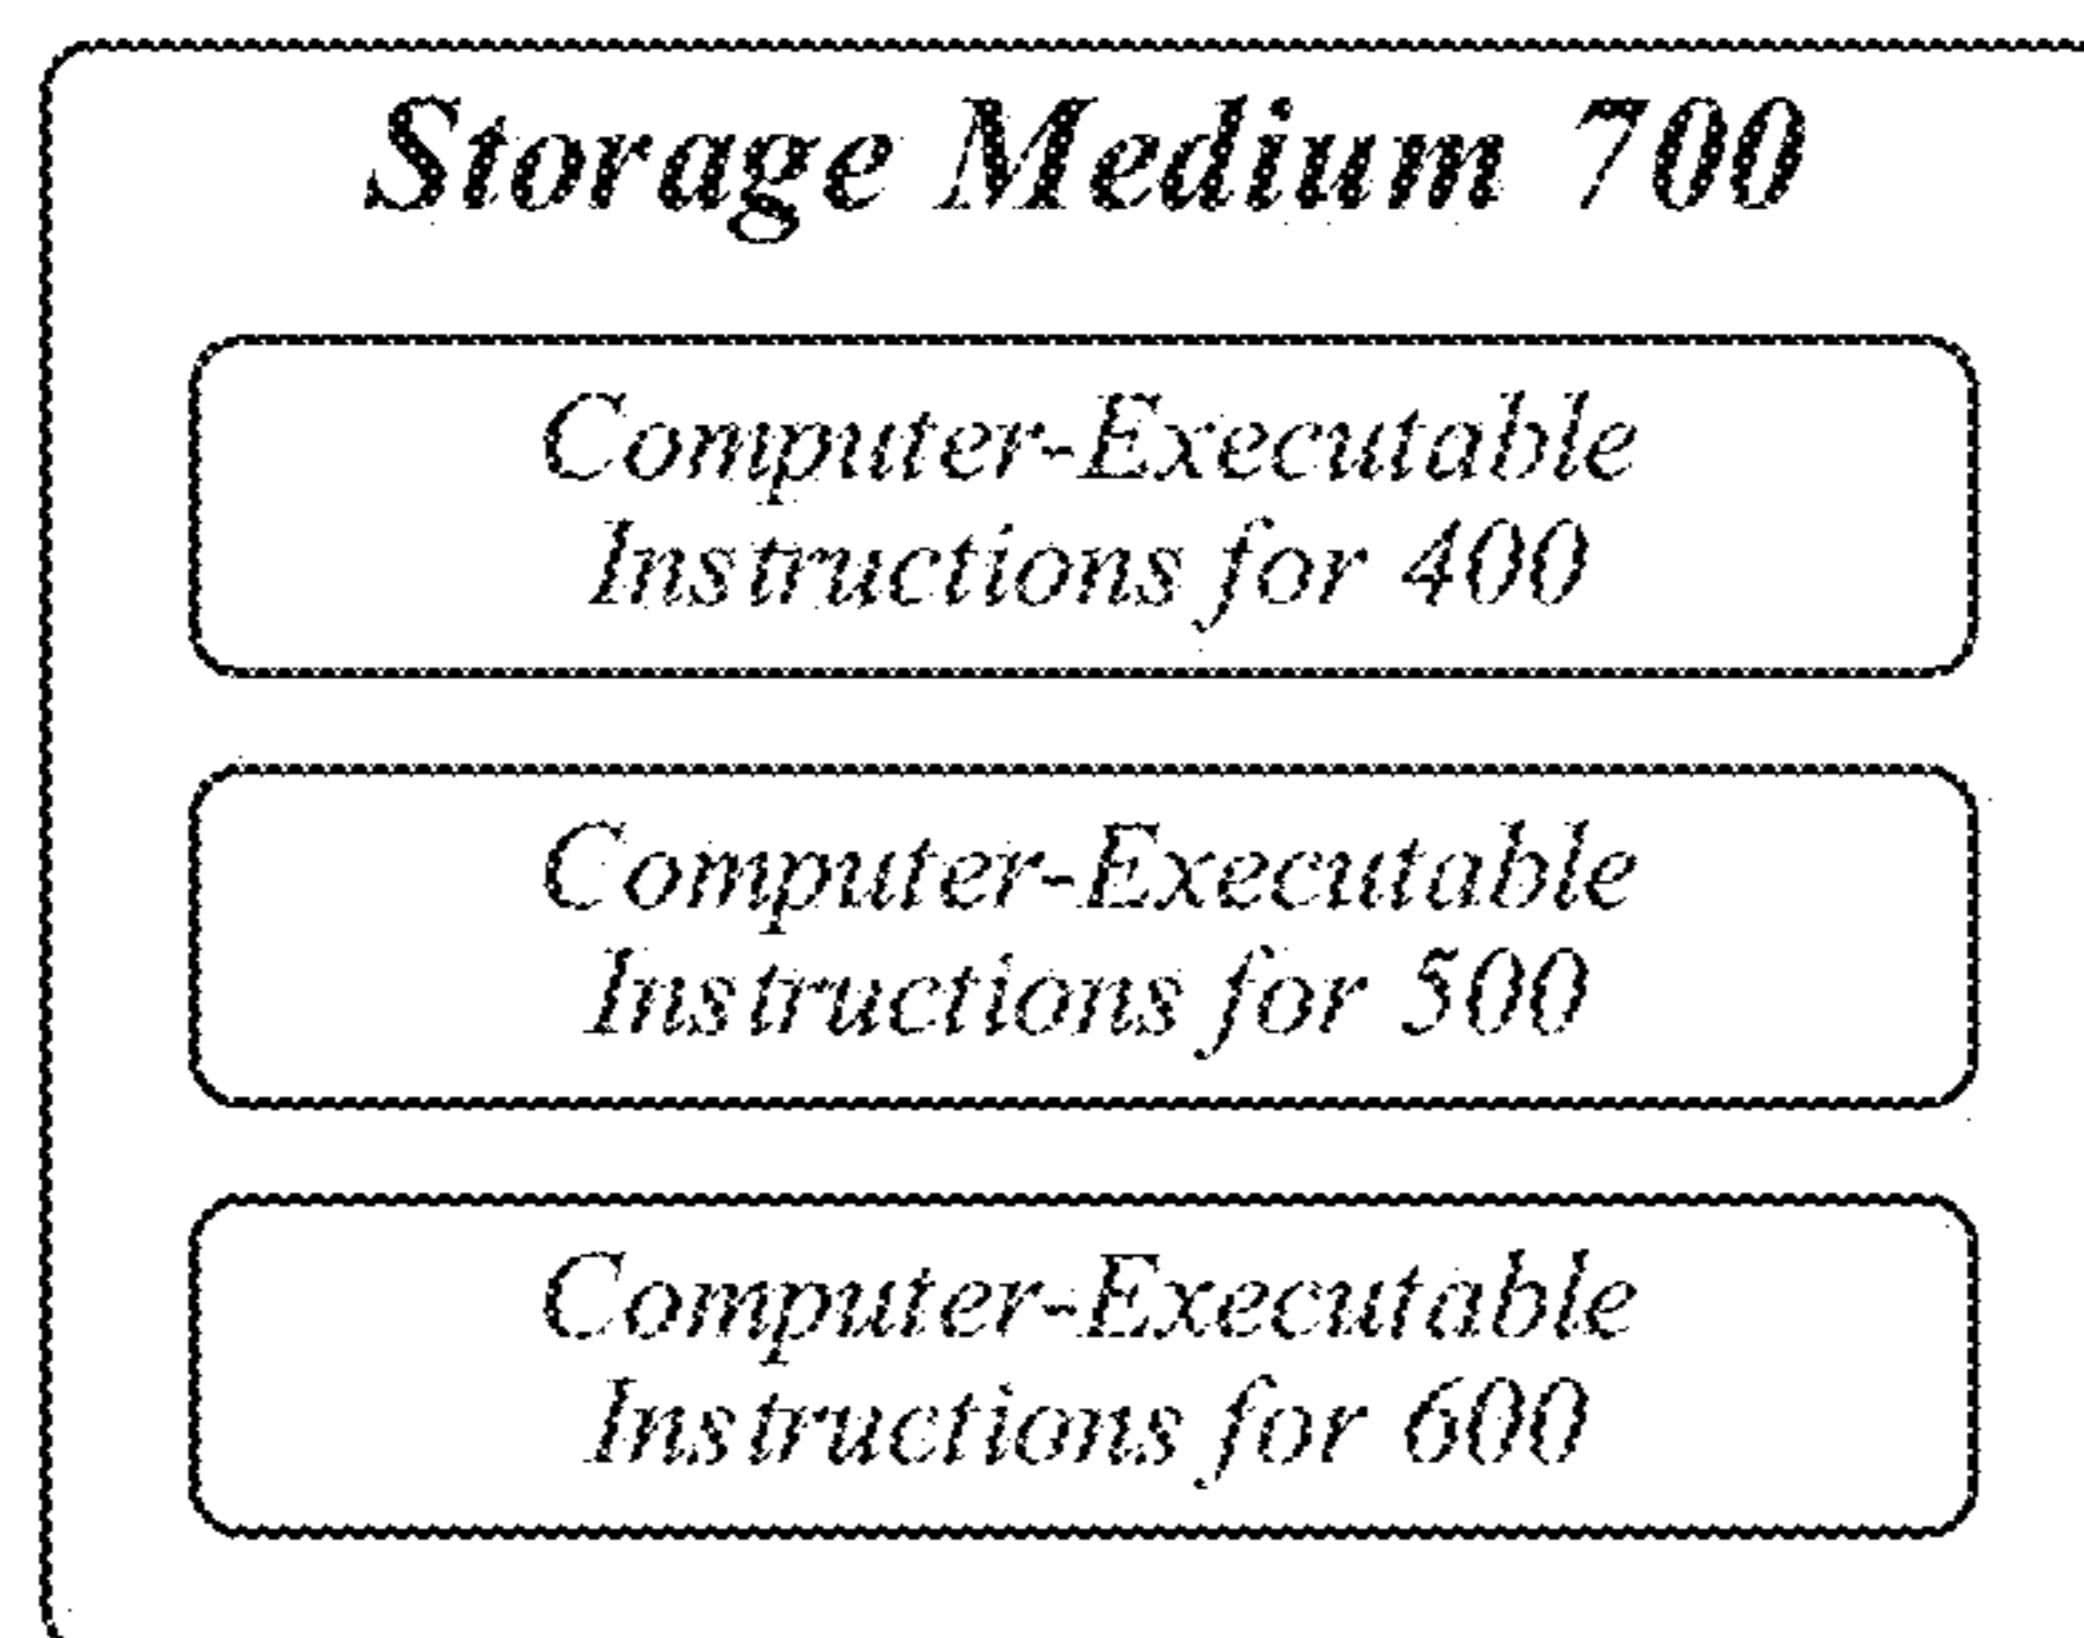 Storage Medium 700
Computer-Executable
Instructions for 400
Computer-Executable
Instructions for 500
Computer-Executable
Instructions for 600